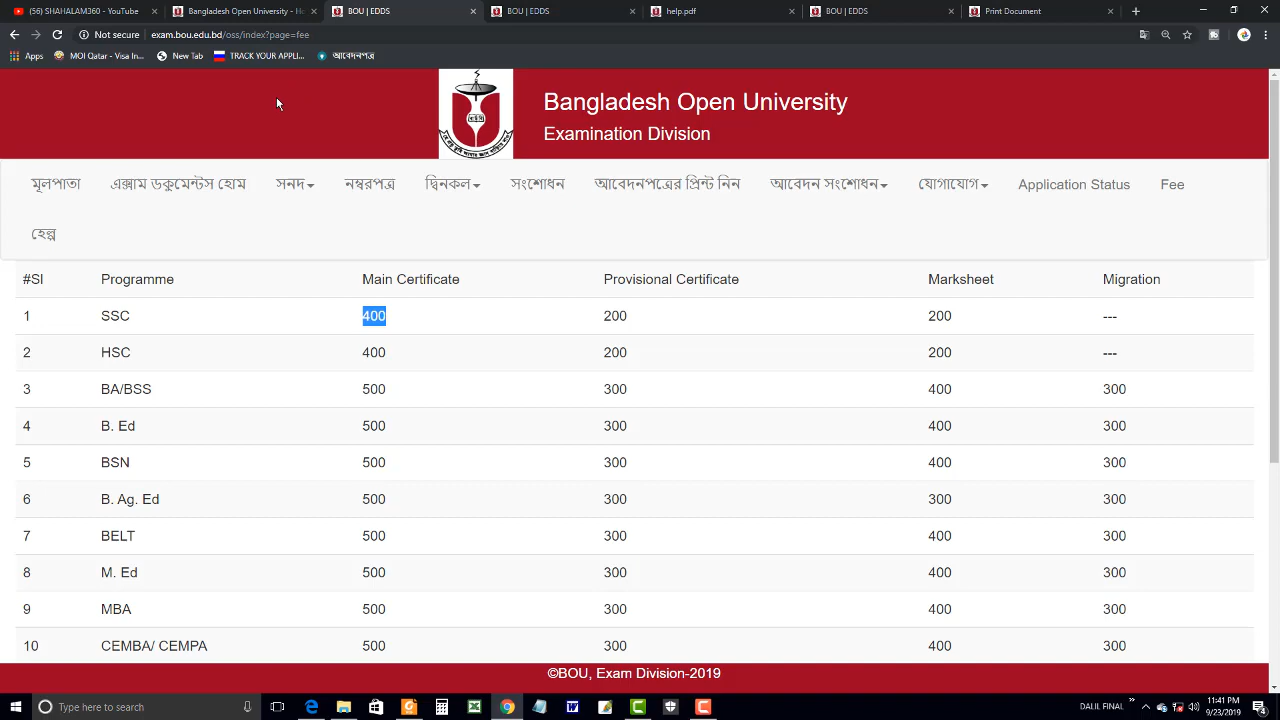 (56) SHAHALAM360 - YouTube
Bangladesh Open University - Ho
BOU | EDDS
BOU | EDDS
help.pdf
BOU | EDDS
Print Document
Not secure | exam.bou.edu.bd/oss/index?page=fee
Apps
MOI Qatar - Visa In...
New Tab
TRACK YOUR APPLI...
আবেদনপত্র
Bangladesh Open University
Examination Division
মূলপাতা এক্সাম ডকুমেন্টস হোম সনদ নম্বরপত্র দ্বিনকল সংশোধন আবেদনপত্রের প্রিন্ট নিন আবেদন সংশোধন যোগাযোগ Application Status Fee
হেল্প
#Sl Programme Main Certificate Provisional Certificate Marksheet Migration
1 SSC 400 200 200 ---
2 HSC 400 200 200 ---
3 BA/BSS 500 300 400 300
4 B. Ed 500 300 400 300
5 BSN 500 300 400 300
6 B. Ag. Ed 500 300 300 300
7 BELT 500 300 400 300
8 M. Ed 500 300 400 300
9 MBA 500 300 400 300
10 CEMBA/ CEMPA 500 300 400 300
©BOU, Exam Division-2019
Type here to search
DALIL FINAL
11:41 PM
9/23/2019